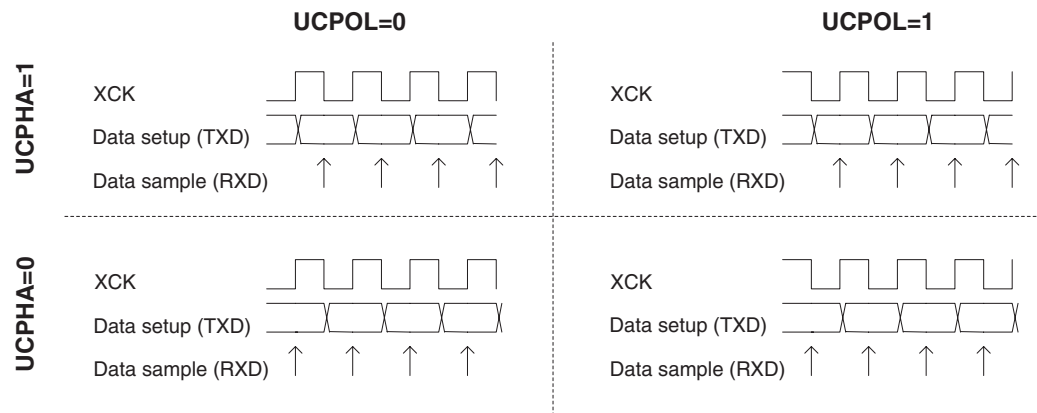 UCPOL=0
UCPOL=1
UCPHA=1
XCK
Data setup (TXD)
Data sample (RXD)
XCK
Data setup (TXD)
Data sample (RXD)
UCPHA=0
XCK
Data setup (TXD)
Data sample (RXD)
XCK
Data setup (TXD)
Data sample (RXD)